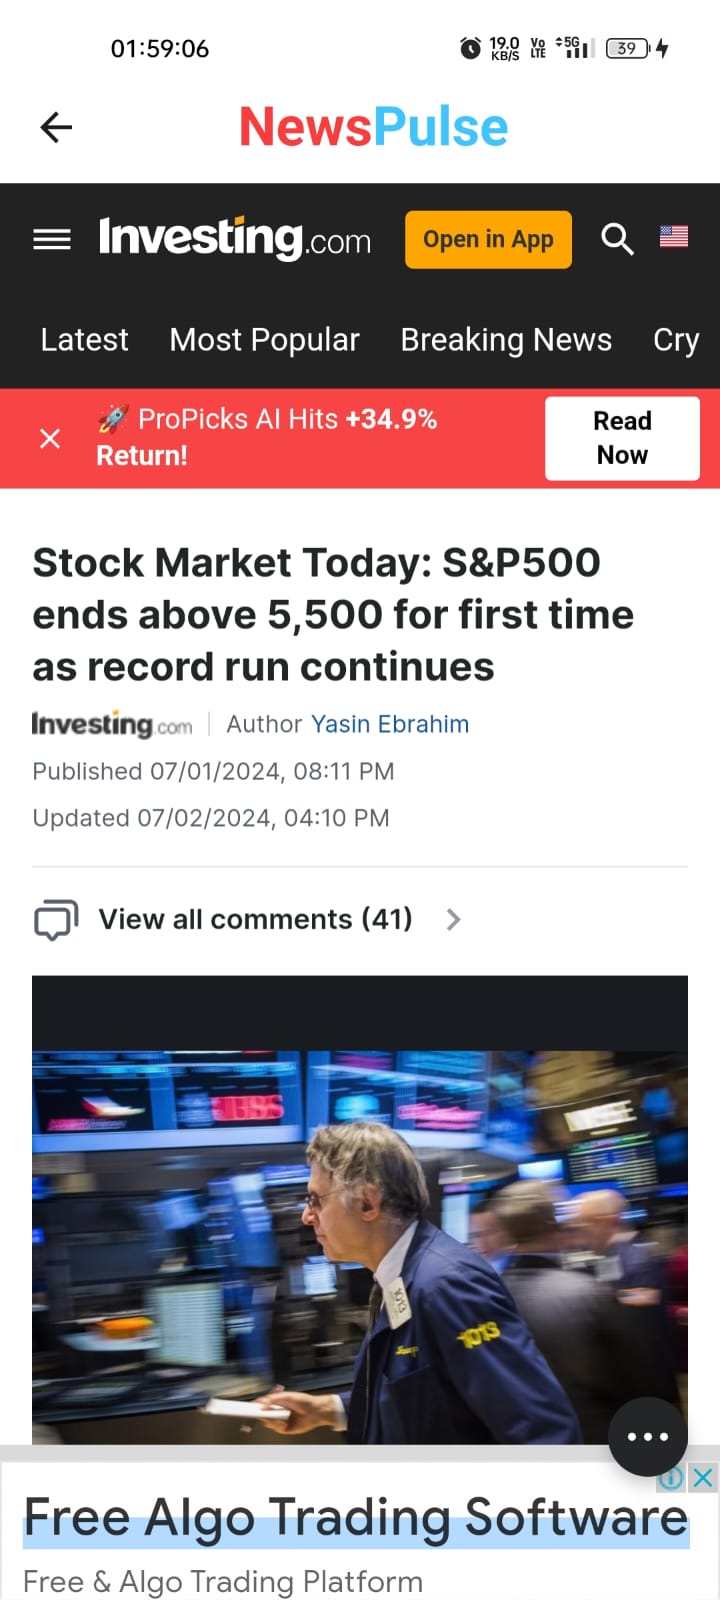 01:59:06
19.0 KB/S Vo LTE 5G 39
NewsPulse
Investing.com Open in App
Latest Most Popular Breaking News Cry
🚀 ProPicks AI Hits +34.9%
Return!
Read
Now
Stock Market Today: S&P500
ends above 5,500 for first time
as record run continues
Investing.com Author Yasin Ebrahim
Published 07/01/2024, 08:11 PM
Updated 07/02/2024, 04:10 PM
View all comments (41)
1013
1013
Free Algo Trading Software
Free & Algo Trading Platform